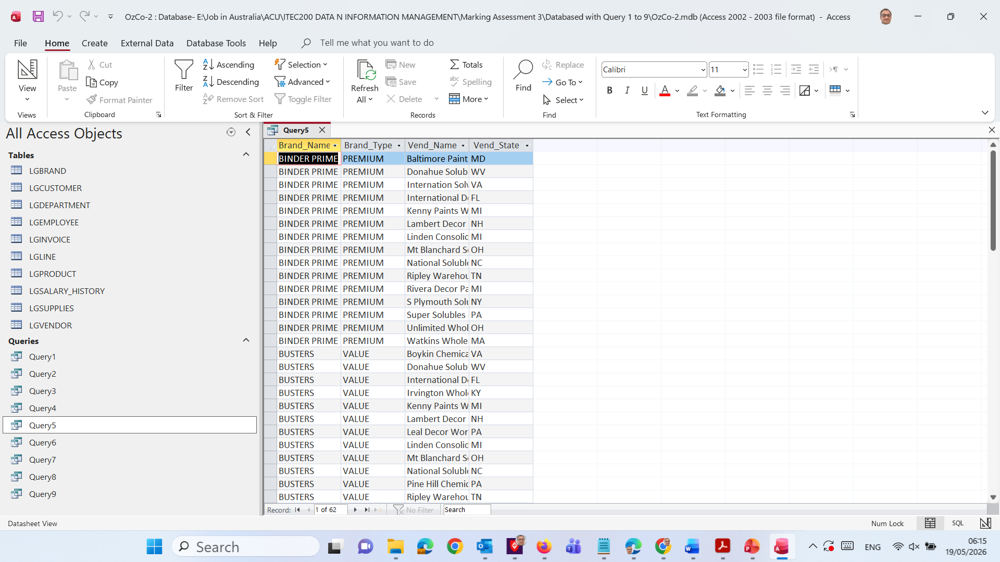 OzCo-2 : Database- E:\Job in Australia\ACU\ITEC200 DATA N INFORMATION MANAGEMENT\Marking Assessment 3\Databased with Query 1 to 9\OzCo-2.mdb (Access 2002 - 2003 file format) - Access
File Home Create External Data Database Tools Help Tell me what you want to do
View
Views
Paste
Cut
Copy
Format Painter
Clipboard
Filter
Ascending
Descending
Remove Sort
Selection
Advanced
Toggle Filter
Sort & Filter
Refresh
All
New
Save
Delete
Totals
Spelling
More
Records
Find
Replace
Go To
Select
Find
Calibri 11
B I U A
Text Formatting
All Access Objects
Tables
LGBRAND
LGCUSTOMER
LGDEPARTMENT
LGEMPLOYEE
LGINVOICE
LGLINE
LGPRODUCT
LGSALARY_HISTORY
LGSUPPLIES
LGVENDOR
Queries
Query1
Query2
Query3
Query4
Query5
Query6
Query7
Query8
Query9
Query5
Brand_Name Brand_Type Vend_Name Vend_State
BINDER PRIME PREMIUM Baltimore Paint MD
BINDER PRIME PREMIUM Donahue Solub WV
BINDER PRIME PREMIUM Internation Solv VA
BINDER PRIME PREMIUM International De FL
BINDER PRIME PREMIUM Kenny Paints W MI
BINDER PRIME PREMIUM Lambert Decor NH
BINDER PRIME PREMIUM Linden Consolid MI
BINDER PRIME PREMIUM Mt Blanchard So OH
BINDER PRIME PREMIUM National Soluble NC
BINDER PRIME PREMIUM Ripley Warehou TN
BINDER PRIME PREMIUM Rivera Decor Pa MI
BINDER PRIME PREMIUM S Plymouth Solu NY
BINDER PRIME PREMIUM Super Solubles PA
BINDER PRIME PREMIUM Unlimited Whol OH
BINDER PRIME PREMIUM Watkins Whole MA
BUSTERS VALUE Boykin Chemica VA
BUSTERS VALUE Donahue Solub WV
BUSTERS VALUE International De FL
BUSTERS VALUE Irvington Whole KY
BUSTERS VALUE Kenny Paints W MI
BUSTERS VALUE Lambert Decor NH
BUSTERS VALUE Leal Decor Wor PA
BUSTERS VALUE Linden Consolid MI
BUSTERS VALUE Mt Blanchard So OH
BUSTERS VALUE National Soluble NC
BUSTERS VALUE Pine Hill Chemic PA
BUSTERS VALUE Ripley Warehou TN
Record: 1 of 62 No Filter Search
Datasheet View Num Lock SQL
Search ENG 06:15
19/05/2026